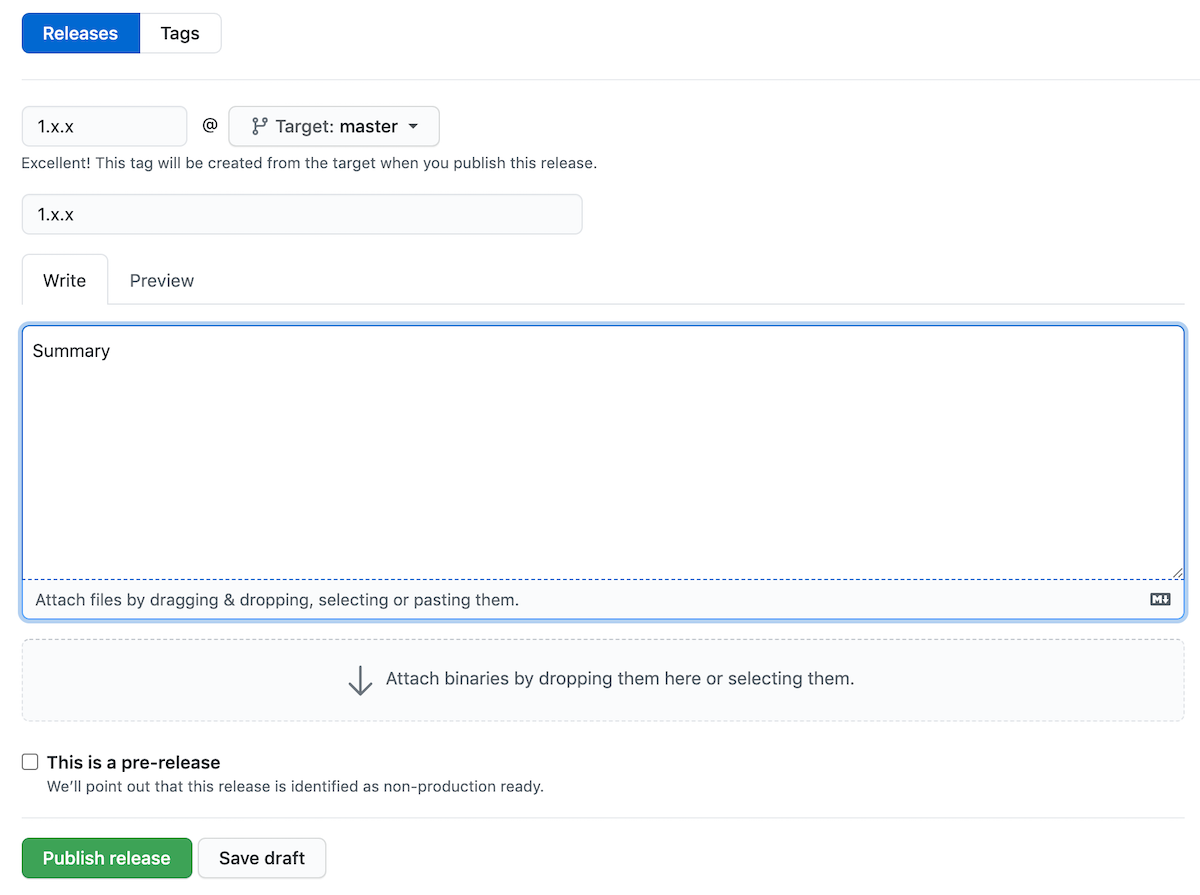 Releases Tags
1.x.x @ Target: master
Excellent! This tag will be created from the target when you publish this release.
1.x.x
Write Preview
Summary
Attach files by dragging & dropping, selecting or pasting them.
Attach binaries by dropping them here or selecting them.
This is a pre-release
We’ll point out that this release is identified as non-production ready.
Publish release Save draft